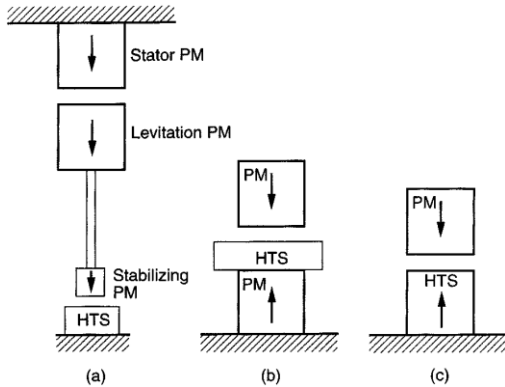 Stator PM
Levitation PM
Stabilizing
PM
HTS
(a)
PM
HTS
PM
(b)
PM
HTS
(c)